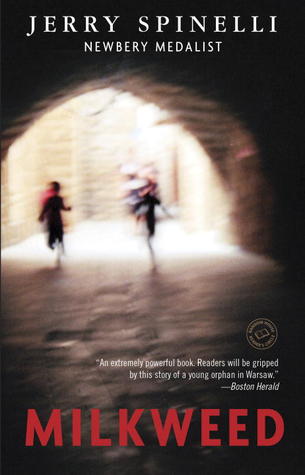 JERRY SPINELLI
NEWBERY MEDALIST
"An extremely powerful book. Readers will be gripped
by this story of a young orphan in Warsaw."
—Boston Herald
MILKWEED